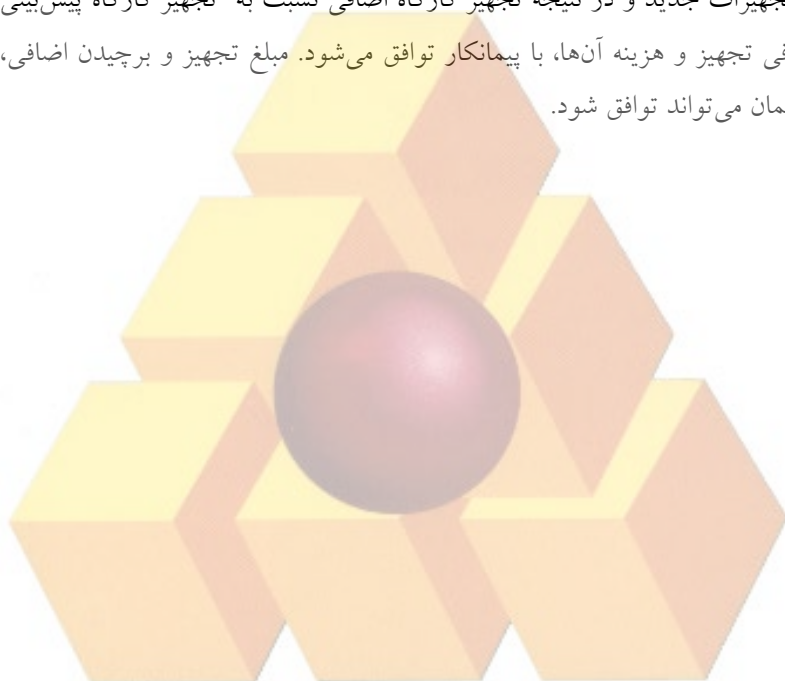 تجهیزات جدید و در نتیجه تجهیز کارگاه اضافی نسبت به تجهیز کارگاه پیش‌بینی
فی تجهیز و هزینه آن‌ها، با پیمانکار توافق می‌شود. مبلغ تجهیز و برچیدن اضافی،
مان می‌تواند توافق شود.